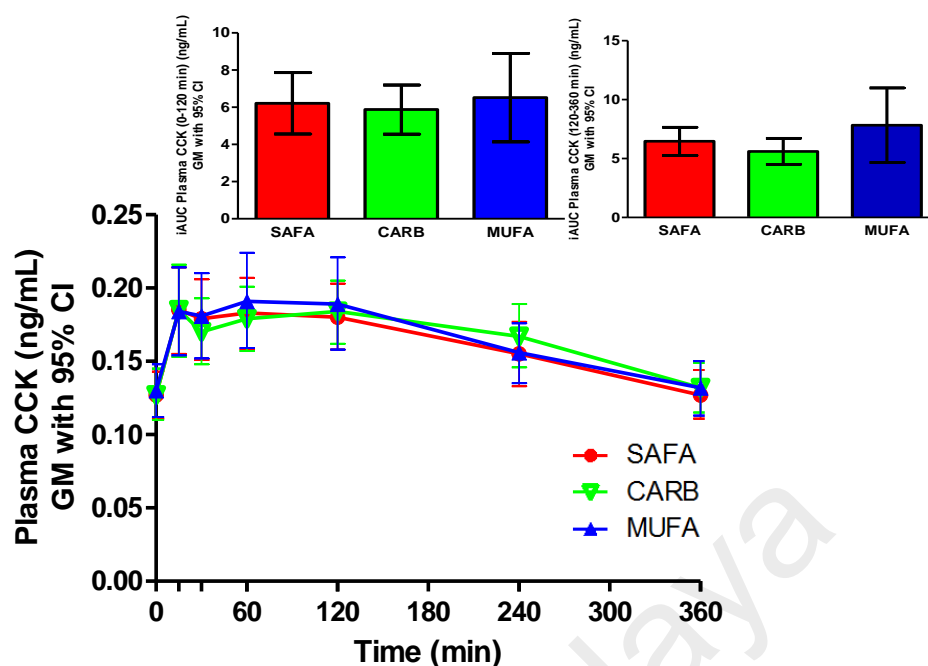 iAUC Plasma CCK (0-120 min) (ng/mL)
GM with 95% CI
8
6
4
2
0
10
SAFA
CARB
MUFA
iAUC Plasma CCK (120-360 min) (ng/mL)
GM with 95% CI
15
10
5
0
SAFA
CARB
MUFA
Plasma CCK (ng/mL)
GM with 95% CI
0.25
0.20
0.15
0.10
0.05
0.00
SAFA
CARB
MUFA
0
60
120
180
240
300
360
Time (min)
laya